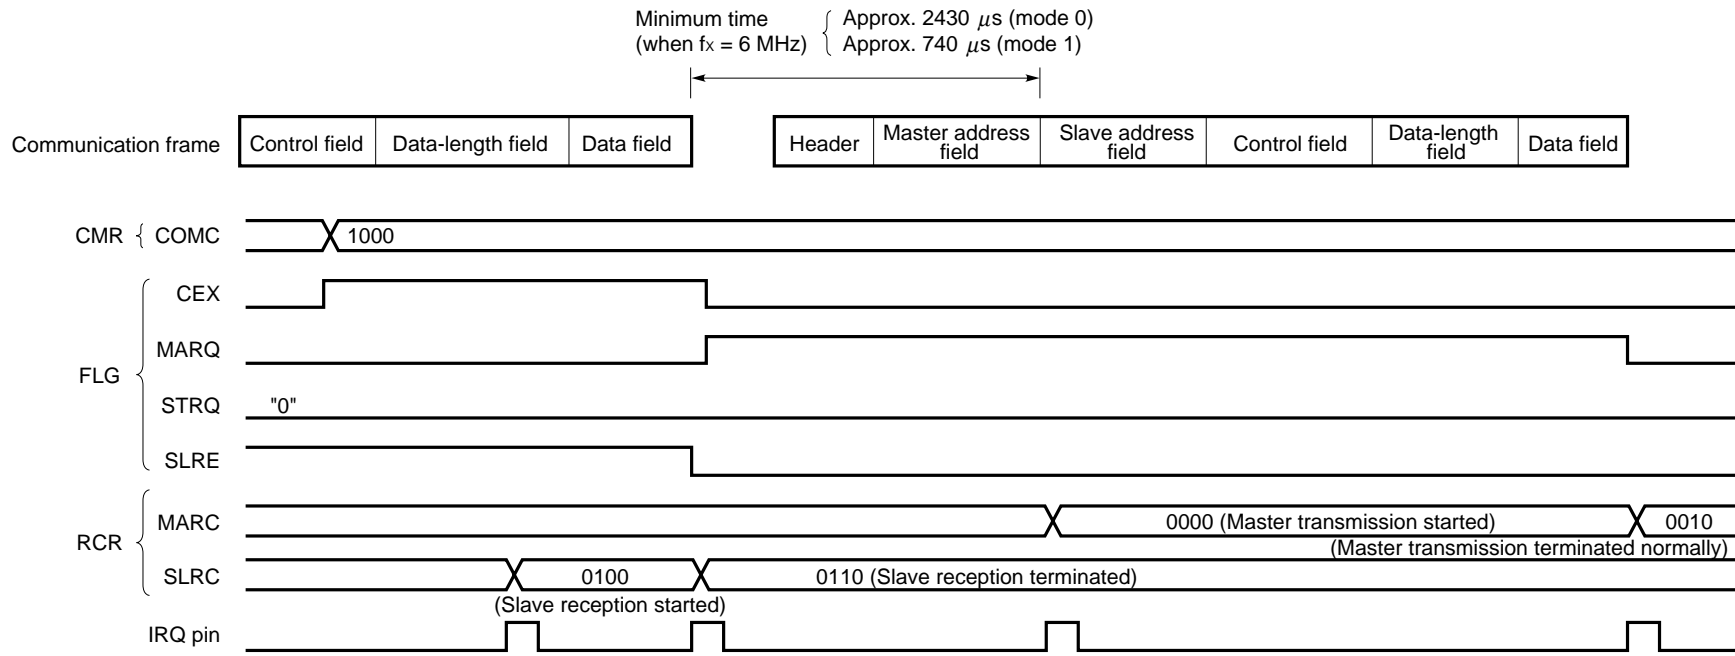 Minimum time
(when fX = 6 MHz)
Approx. 2430 μs (mode 0)
Approx. 740 μs (mode 1)
Communication frame
Control field
Data-length field
Data field
Header
Master address
field
Slave address
field
Control field
Data-length
field
Data field
CMR
COMC
1000
FLG
CEX
MARQ
STRQ
"0"
SLRE
RCR
MARC
0000 (Master transmission started)
0010
(Master transmission terminated normally)
SLRC
0100
0110 (Slave reception terminated)
(Slave reception started)
IRQ pin